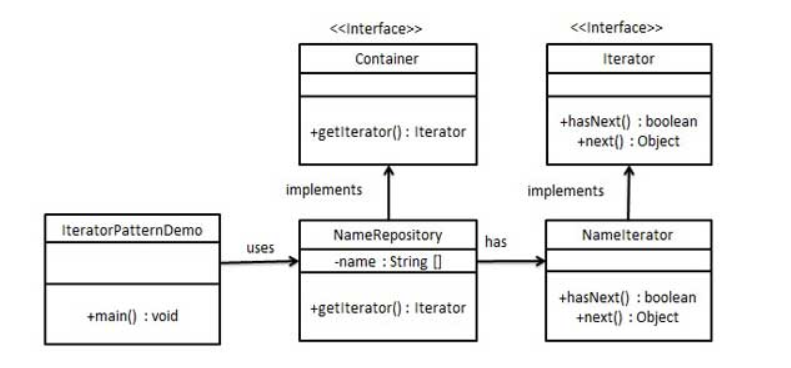 <<Interface>>
Container
+getIterator() : Iterator
<<Interface>>
Iterator
+hasNext() : boolean
+next() : Object
implements
implements
IteratorPatternDemo
+main() : void
uses
NameRepository
-name : String []
+getIterator() : Iterator
has
NameIterator
+hasNext() : boolean
+next() : Object